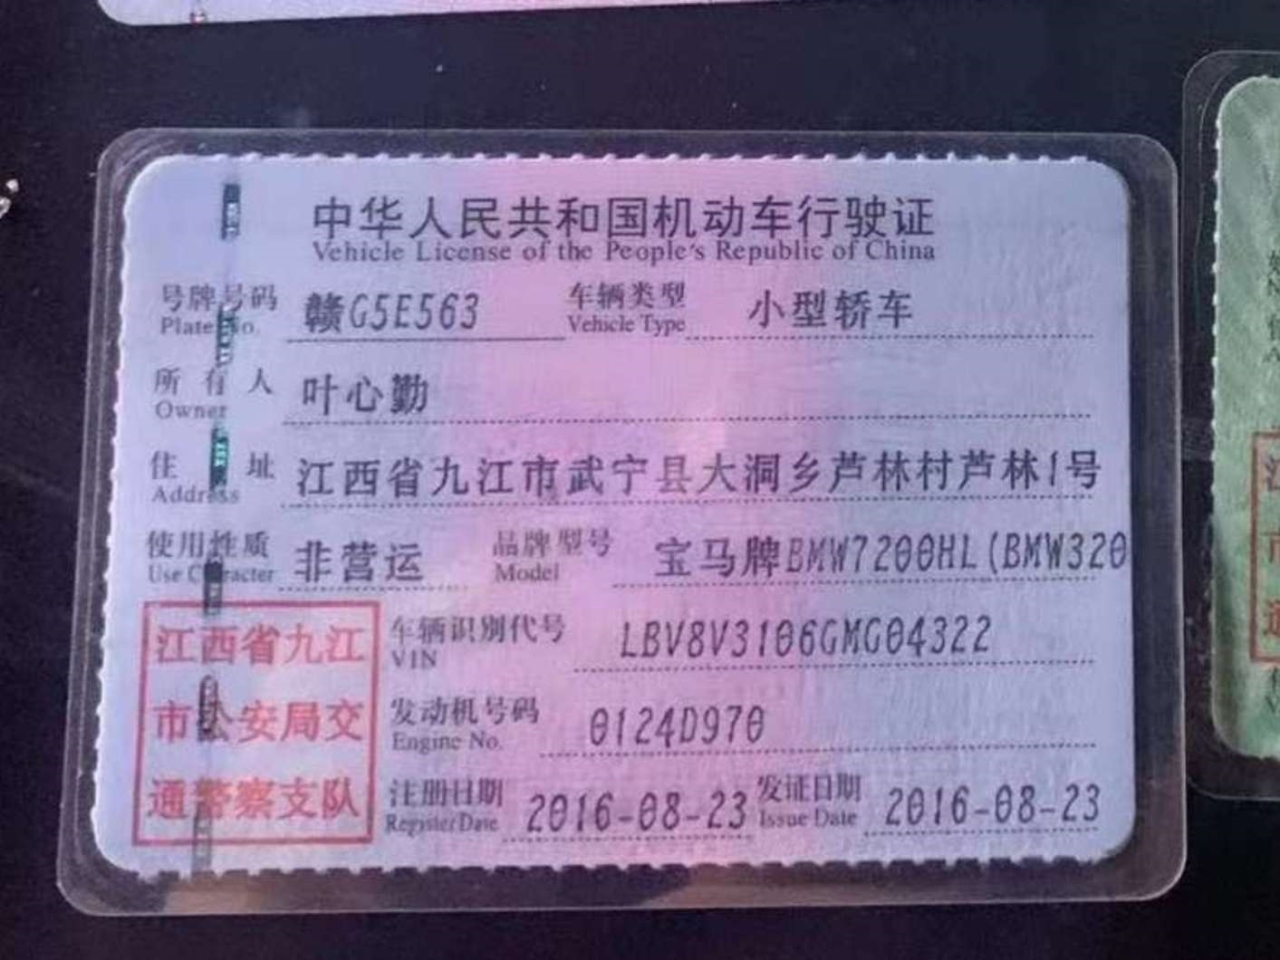 中华人民共和国机动车行驶证
Vehicle License of the People's Republic of China
号牌号码 赣G5E563 车辆类型 小型轿车
Plate No. Vehicle Type
所有人 叶心勤
Owner
住址 江西省九江市武宁县大洞乡芦林村芦林1号
Address
使用性质 非营运 品牌型号 宝马牌BMW7200HL(BMW320
Use Character Model
江西省九江
市公安局交
通警察支队
车辆识别代号 LBV8V3106GMG04322
VIN
发动机号码 0124D970
Engine No.
注册日期 2016-08-23 发证日期 2016-08-23
Register Date Issue Date